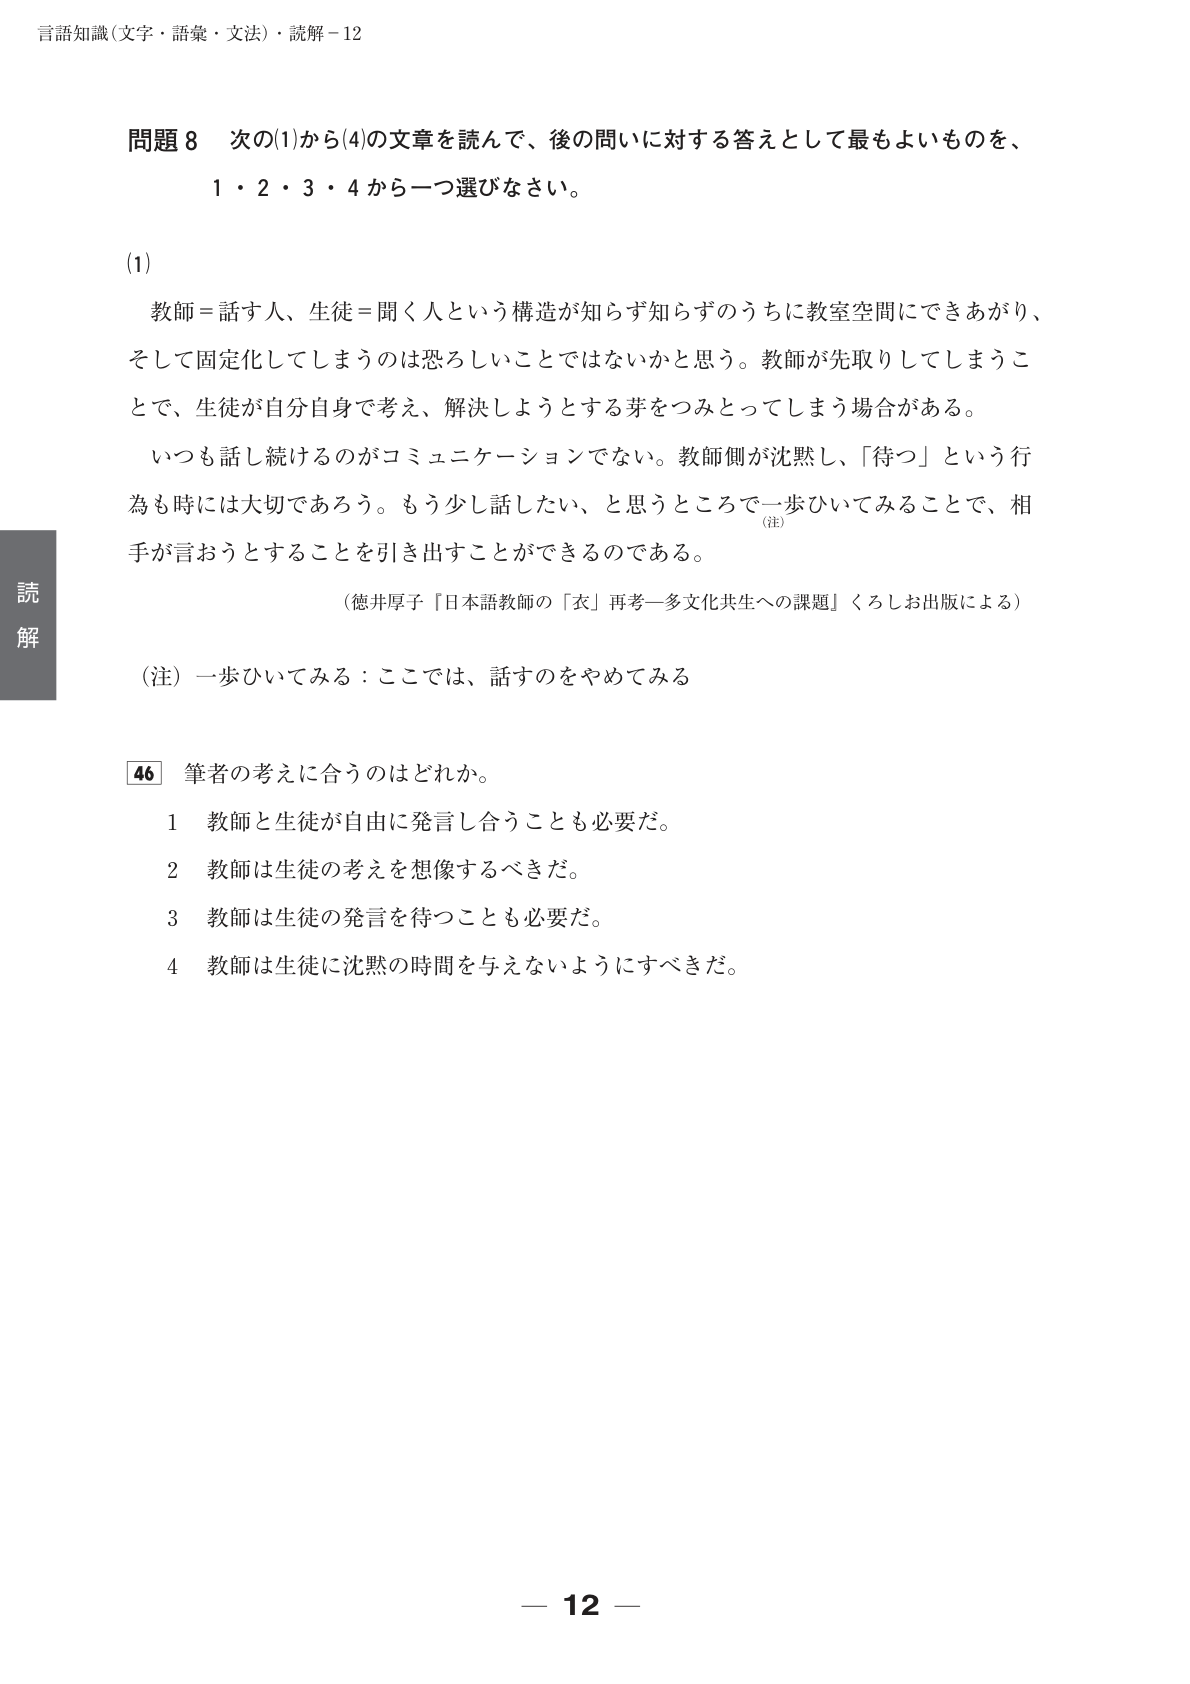 言語知識(文字・語彙・文法)・読解－12
問題8　次の(1)から(4)の文章を読んで、後の問いに対する答えとして最もよいものを、
1・2・3・4から一つ選びなさい。
(1)
教師＝話す人、生徒＝聞く人という構造が知らず知らずのうちに教室空間にできあがり、
そして固定化してしまうのは恐ろしいことではないかと思う。教師が先取りしてしまうこ
とで、生徒が自分自身で考え、解決しようとする芽をつみとってしまう場合がある。
いつも話し続けるのがコミュニケーションでない。教師側が沈黙し、「待つ」という行
為も時には大切であろう。もう少し話したい、と思うところで一歩ひいてみることで、相
（注）
手が言おうとすることを引き出すことができるのである。
（徳井厚子『日本語教師の「衣」再考―多文化共生への課題』くろしお出版による）
読解
（注）一歩ひいてみる：ここでは、話すのをやめてみる
46　筆者の考えに合うのはどれか。
1　教師と生徒が自由に発言し合うことも必要だ。
2　教師は生徒の考えを想像するべきだ。
3　教師は生徒の発言を待つことも必要だ。
4　教師は生徒に沈黙の時間を与えないようにすべきだ。
— 12 —